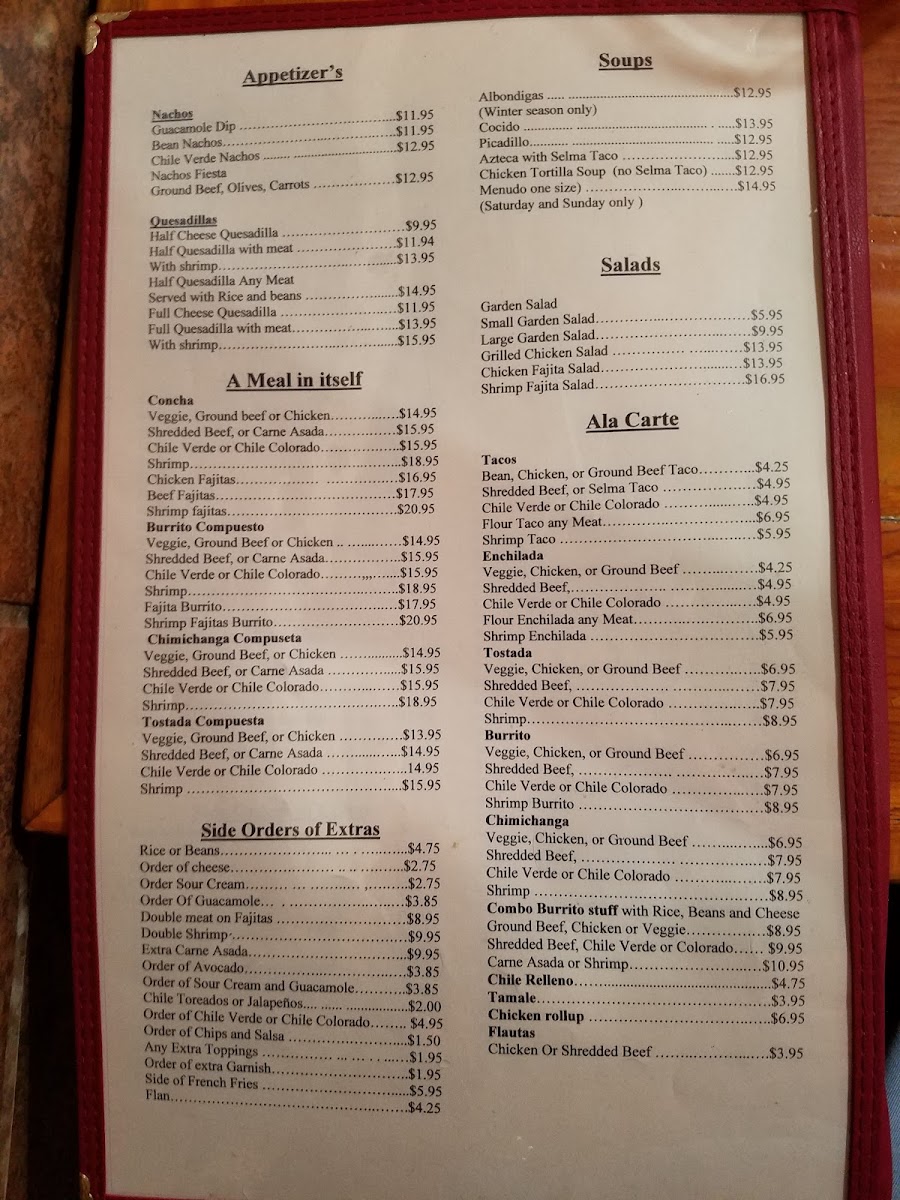 Appetizer's
Nachos
Guacamole Dip ..............................$11.95
Bean Nachos.................................$11.95
Chile Verde Nachos ........ ..................$12.95
Nachos Fiesta
Ground Beef, Olives, Carrots ................$12.95
Quesadillas
Half Cheese Quesadilla ........................$9.95
Half Quesadilla with meat ....................$11.94
With shrimp....................................$13.95
Half Quesadilla Any Meat
Served with Rice and beans ..................$14.95
Full Cheese Quesadilla .......................$11.95
Full Quesadilla with meat.....................$13.95
With shrimp....................................$15.95
A Meal in itself
Concha
Veggie, Ground beef or Chicken..............$14.95
Shredded Beef, or Carne Asada...............$15.95
Chile Verde or Chile Colorado................$15.95
Shrimp..........................................$18.95
Chicken Fajitas................... ..............$16.95
Beef Fajitas....................................$17.95
Shrimp fajitas..................................$20.95
Burrito Compuesto
Veggie, Ground Beef or Chicken .. ..........$14.95
Shredded Beef, or Carne Asada...............$15.95
Chile Verde or Chile Colorado........,,,,......$15.95
Shrimp..........................................$18.95
Fajita Burrito...................................$17.95
Shrimp Fajitas Burrito.........................$20.95
Chimichanga Compuseta
Veggie, Ground Beef, or Chicken .............$14.95
Shredded Beef, or Carne Asada ...............$15.95
Chile Verde or Chile Colorado................$15.95
Shrimp..........................................$18.95
Tostada Compuesta
Veggie, Ground Beef, or Chicken .............$13.95
Shredded Beef, or Carne Asada ...............$14.95
Chile Verde or Chile Colorado ................14.95
Shrimp .........................................$15.95
Side Orders of Extras
Rice or Beans....................... ... .. ........$4.75
Order of cheese....................... .. .. ........$2.75
Order Sour Cream........ ... .......... .,........$2.75
Order Of Guacamole... . .......................$3.85
Double meat on Fajitas .........................$8.95
Double Shrimp..................................$9.95
Extra Carne Asada..............................$9.95
Order of Avocado...............................$3.85
Order of Sour Cream and Guacamole..........$3.85
Chile Toreados or Jalapeños.... ...............$2.00
Order of Chile Verde or Chile Colorado........ $4.95
Order of Chips and Salsa ......................$1.50
Any Extra Toppings ............... ... ... . . .....$1.95
Order of extra Garnish.........................$1.95
Side of French Fries ...........................$5.95
Flan.............................................$4.25
Soups
Albondigas ..... ..................................$12.95
(Winter season only)
Cocido .............. ............................ . .....$13.95
Picadillo........... ............................. .....$12.95
Azteca with Selma Taco .......................$12.95
Chicken Tortilla Soup (no Selma Taco) .......$12.95
Menudo one size) ..............................$14.95
(Saturday and Sunday only )
Salads
Garden Salad
Small Garden Salad.............................$5.95
Large Garden Salad.............................$9.95
Grilled Chicken Salad ............... ...........$13.95
Chicken Fajita Salad...........................$13.95
Shrimp Fajita Salad............................$16.95
Ala Carte
Tacos
Bean, Chicken, or Ground Beef Taco...........$4.25
Shredded Beef, or Selma Taco .................$4.95
Chile Verde or Chile Colorado .................$4.95
Flour Taco any Meat............................$6.95
Shrimp Taco ....................................$5.95
Enchilada
Veggie, Chicken, or Ground Beef ..............$4.25
Shredded Beef,................... .................$4.95
Chile Verde or Chile Colorado .................$4.95
Flour Enchilada any Meat......................$6.95
Shrimp Enchilada ..............................$5.95
Tostada
Veggie, Chicken, or Ground Beef ..............$6.95
Shredded Beef, ................... ................$7.95
Chile Verde or Chile Colorado .................$7.95
Shrimp..........................................$8.95
Burrito
Veggie, Chicken, or Ground Beef ..............$6.95
Shredded Beef, ................... ................$7.95
Chile Verde or Chile Colorado .................$7.95
Shrimp Burrito .................................$8.95
Chimichanga
Veggie, Chicken, or Ground Beef ..............$6.95
Shredded Beef, ................... ................$7.95
Chile Verde or Chile Colorado .................$7.95
Shrimp .........................................$8.95
Combo Burrito stuff with Rice, Beans and Cheese
Ground Beef, Chicken or Veggie...............$8.95
Shredded Beef, Chile Verde or Colorado...... $9.95
Carne Asada or Shrimp.........................$10.95
Chile Relleno...................................$4.75
Tamale..........................................$3.95
Chicken rollup .................................$6.95
Flautas
Chicken Or Shredded Beef .....................$3.95